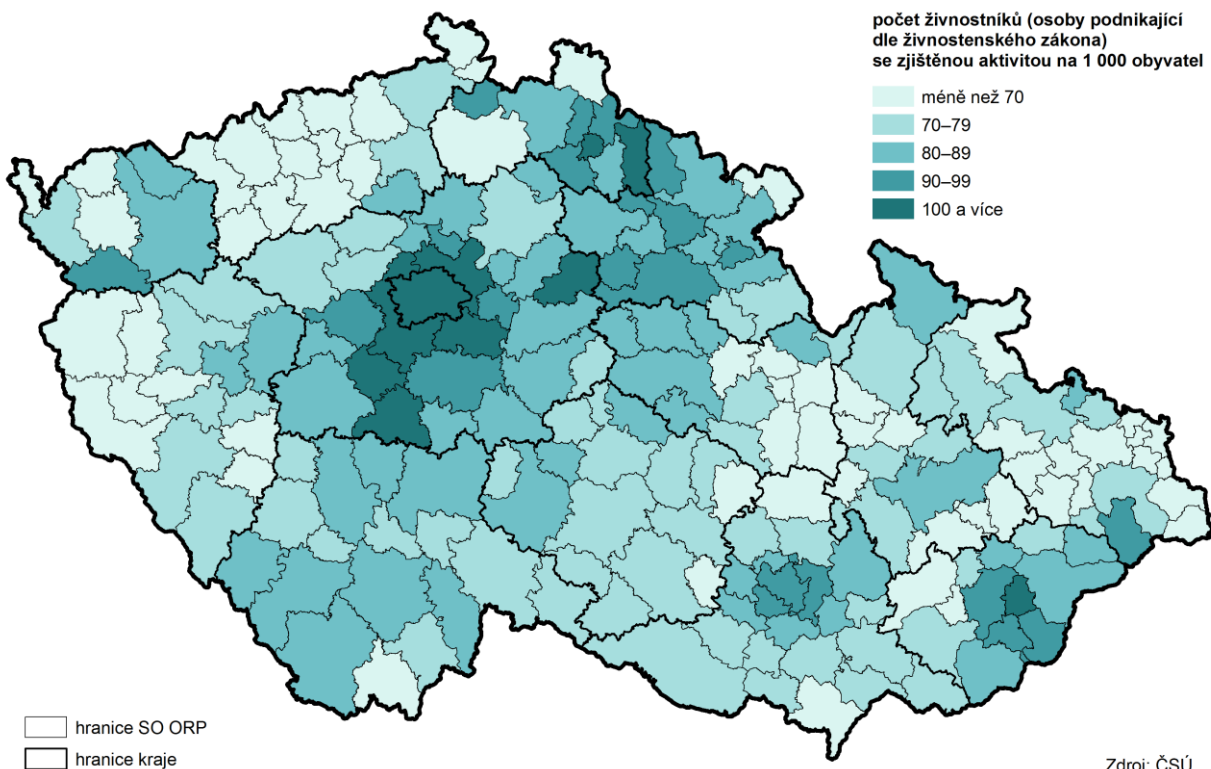 počet živnostníků (osoby podnikající
dle živnostenského zákona)
se zjištěnou aktivitou na 1 000 obyvatel
méně než 70
70–79
80–89
90–99
100 a více
hranice SO ORP
hranice kraje
Zdroj: ČSÚ